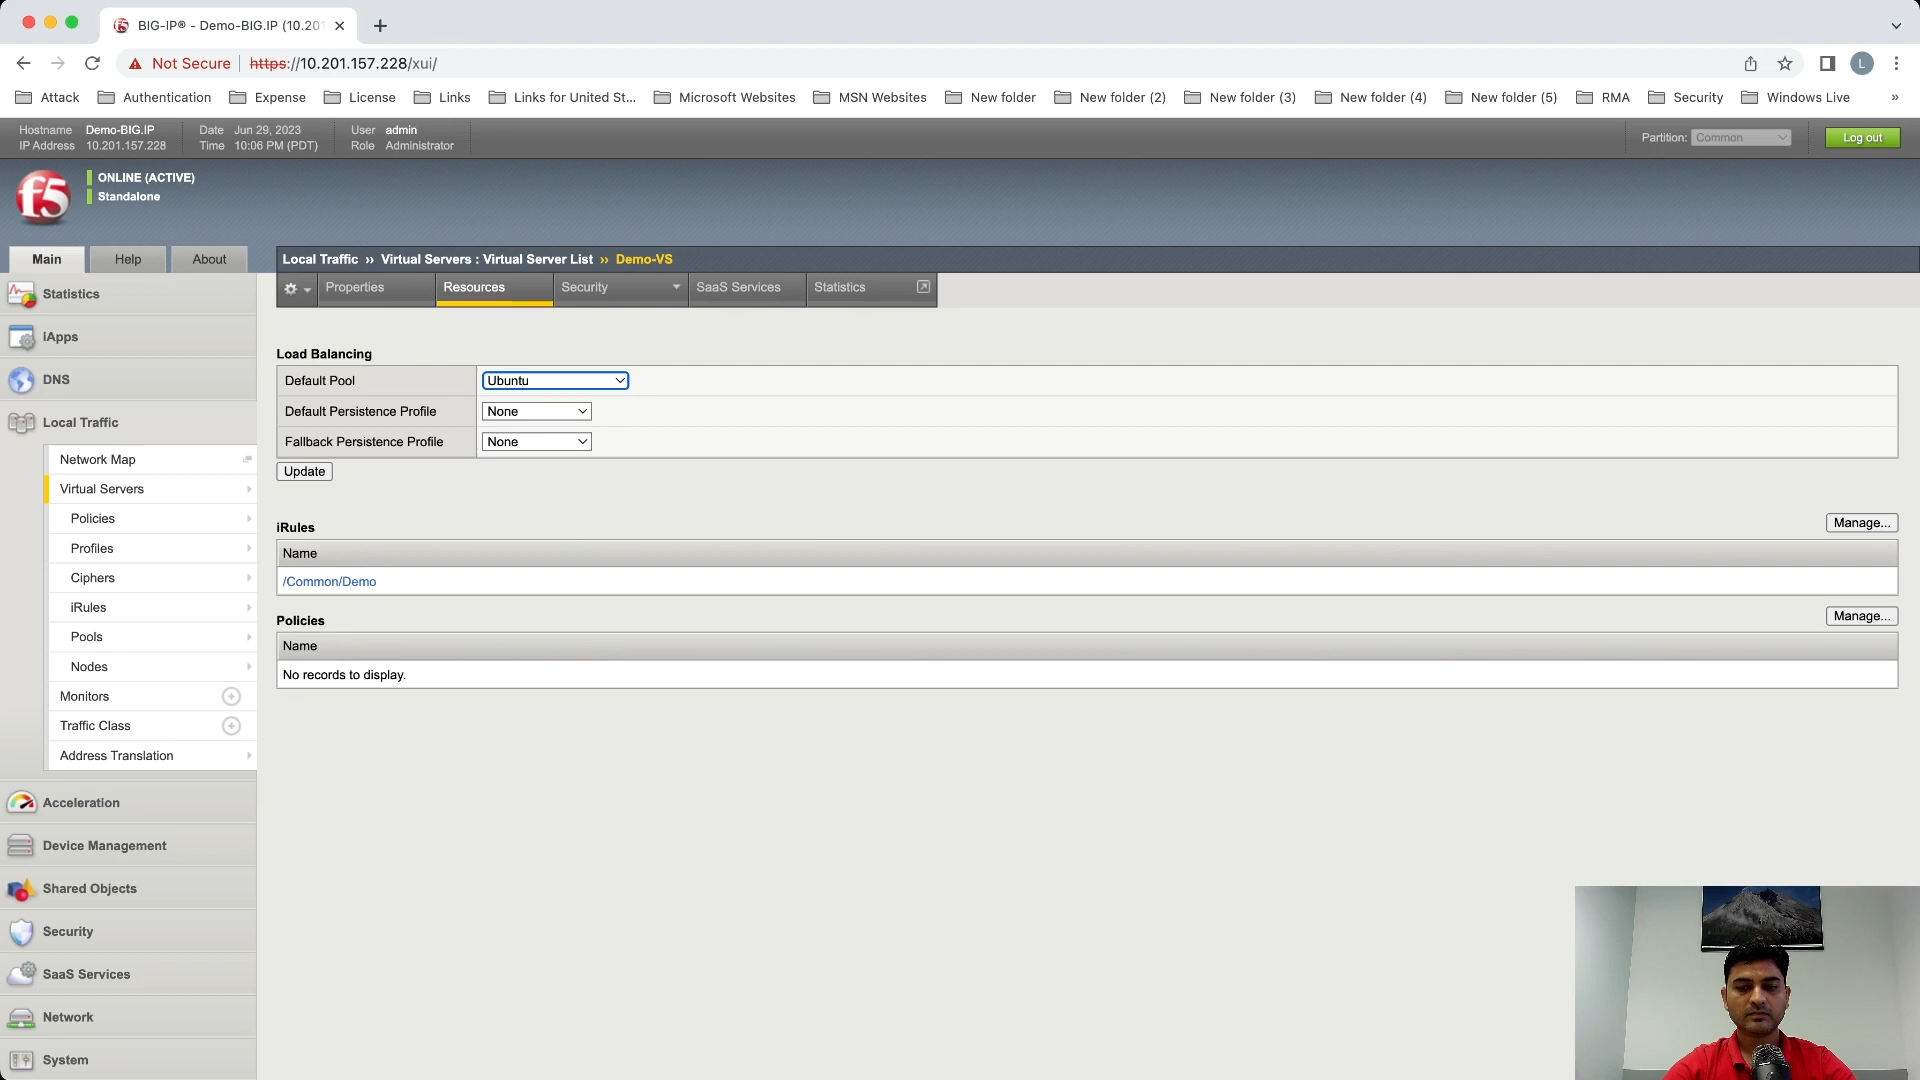 BIG-IP® - Demo-BIG.IP (10.201
Not Secure https://10.201.157.228/xui/ L
Attack Authentication Expense License Links Links for United St... Microsoft Websites MSN Websites New folder New folder (2) New folder (3) New folder (4) New folder (5) RMA Security Windows Live »
Hostname Demo-BIG.IP Date Jun 29, 2023 User admin
IP Address 10.201.157.228 Time 10:06 PM (PDT) Role Administrator
Partition: Common Log out
f5
ONLINE (ACTIVE)
Standalone
Main Help About
Local Traffic ›› Virtual Servers : Virtual Server List ›› Demo-VS
Properties Resources Security SaaS Services Statistics
Statistics
iApps
DNS
Local Traffic
Network Map
Virtual Servers
Policies
Profiles
Ciphers
iRules
Pools
Nodes
Monitors
Traffic Class
Address Translation
Acceleration
Device Management
Shared Objects
Security
SaaS Services
Network
System
Load Balancing
Default Pool Ubuntu
Default Persistence Profile None
Fallback Persistence Profile None
Update
iRules Manage...
Name
/Common/Demo
Policies Manage...
Name
No records to display.